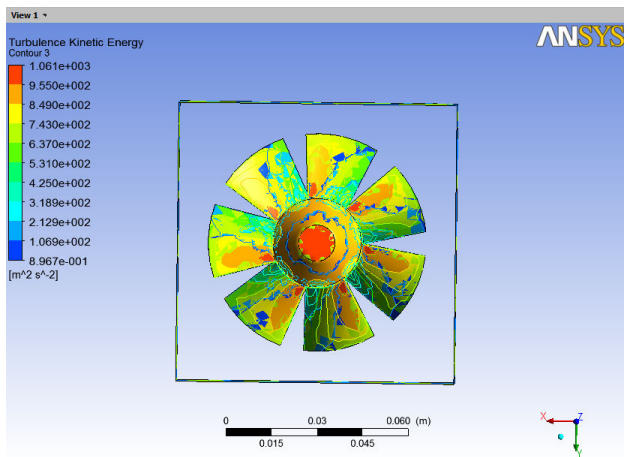 View 1
ANSYS
Turbulence Kinetic Energy
Contour 3
1.061e+003
9.550e+002
8.490e+002
7.430e+002
6.370e+002
5.310e+002
4.250e+002
3.189e+002
2.129e+002
1.069e+002
8.967e-001
[m^2 s^-2]
0 0.03 0.060 (m)
0.015 0.045
X Z
Y